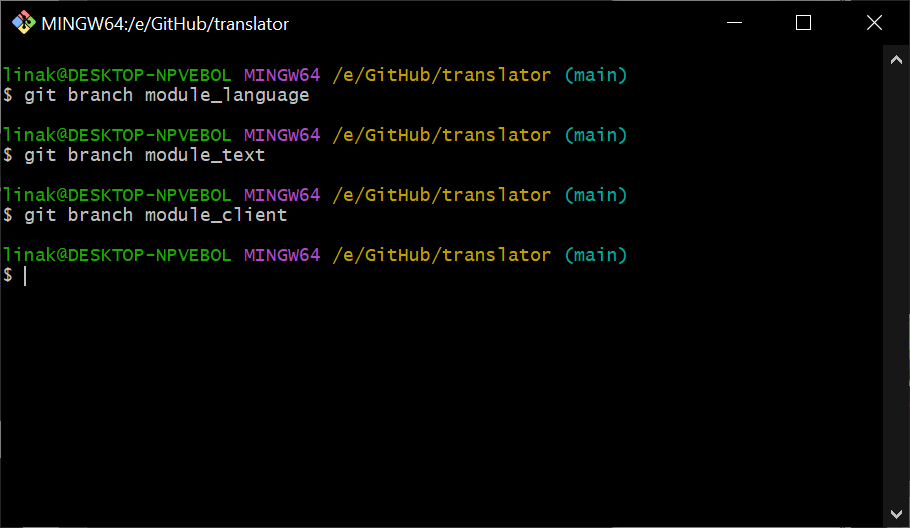 MINGW64:/e/GitHub/translator
linak@DESKTOP-NPVEBOL MINGW64 /e/GitHub/translator (main)
$ git branch module_language
linak@DESKTOP-NPVEBOL MINGW64 /e/GitHub/translator (main)
$ git branch module_text
linak@DESKTOP-NPVEBOL MINGW64 /e/GitHub/translator (main)
$ git branch module_client
linak@DESKTOP-NPVEBOL MINGW64 /e/GitHub/translator (main)
$